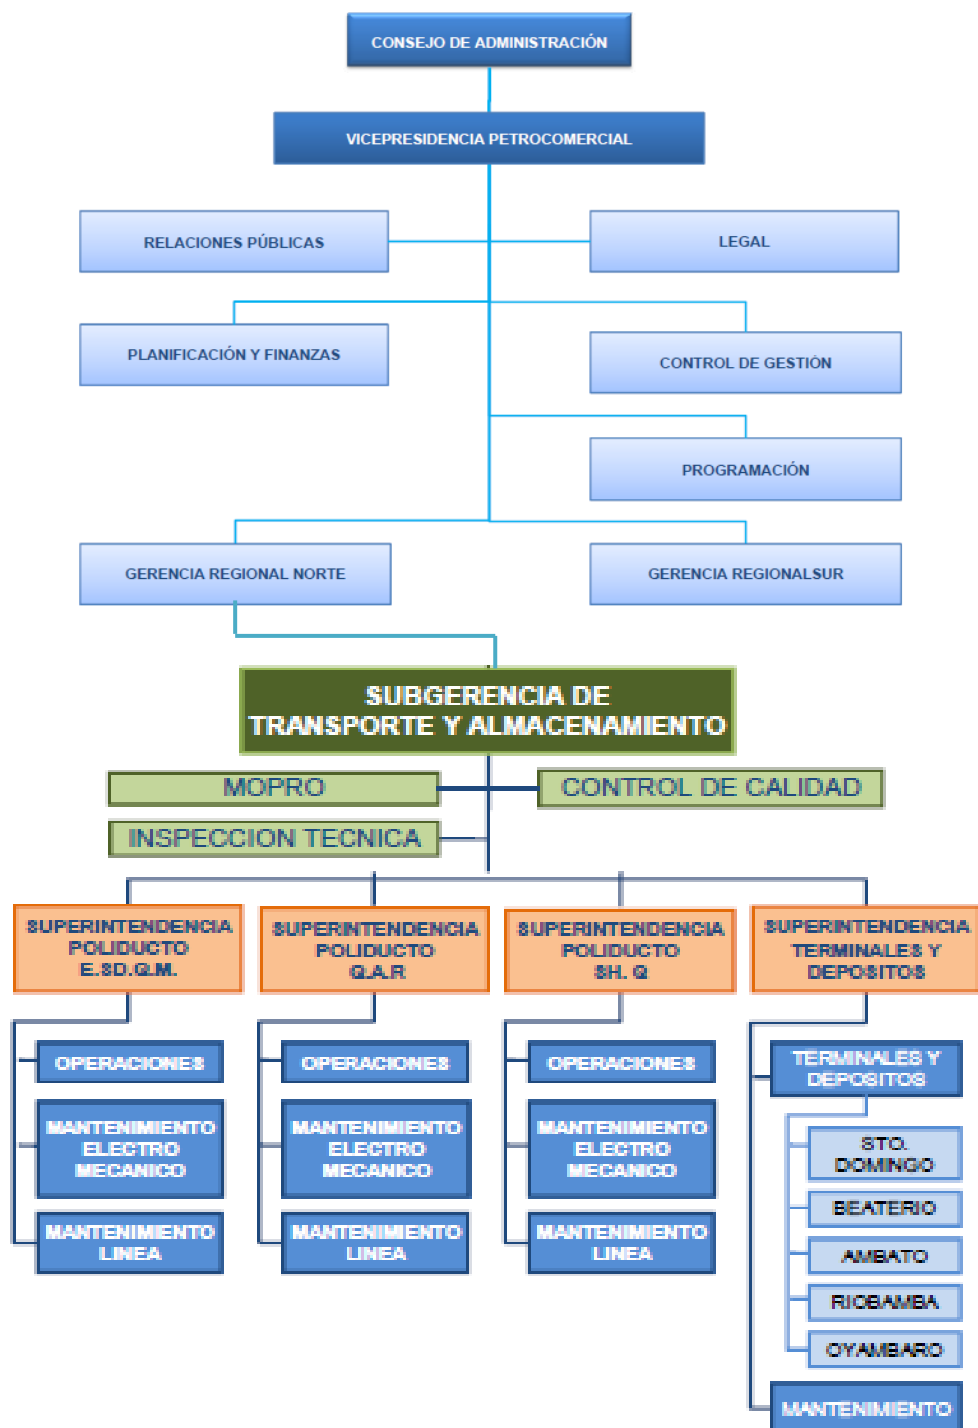 CONSEJO DE ADMINISTRACIÓN
VICEPRESIDENCIA PETROCOMERCIAL
RELACIONES PÚBLICAS
LEGAL
PLANIFICACIÓN Y FINANZAS
CONTROL DE GESTIÓN
PROGRAMACIÓN
GERENCIA REGIONAL NORTE
GERENCIA REGIONALSUR
SUBGERENCIA DE
TRANSPORTE Y ALMACENAMIENTO
MOPRO
CONTROL DE CALIDAD
INSPECCION TECNICA
SUPERINTENDENCIA
POLIDUCTO
E.SD.Q.M.
SUPERINTENDENCIA
POLIDUCTO
Q.A.R
SUPERINTENDENCIA
POLIDUCTO
SH. Q
SUPERINTENDENCIA
TERMINALES Y
DEPOSITOS
OPERACIONES
MANTENIMIENTO
ELECTRO
MECANICO
MANTENIMIENTO
LINEA
OPERACIONES
MANTENIMIENTO
ELECTRO
MECANICO
MANTENIMIENTO
LINEA
OPERACIONES
MANTENIMIENTO
ELECTRO
MECANICO
MANTENIMIENTO
LINEA
TERMINALES Y
DEPOSITOS
STO.
DOMINGO
BEATERIO
AMBATO
RIOBAMBA
OYAMBARO
MANTENIMIENTO